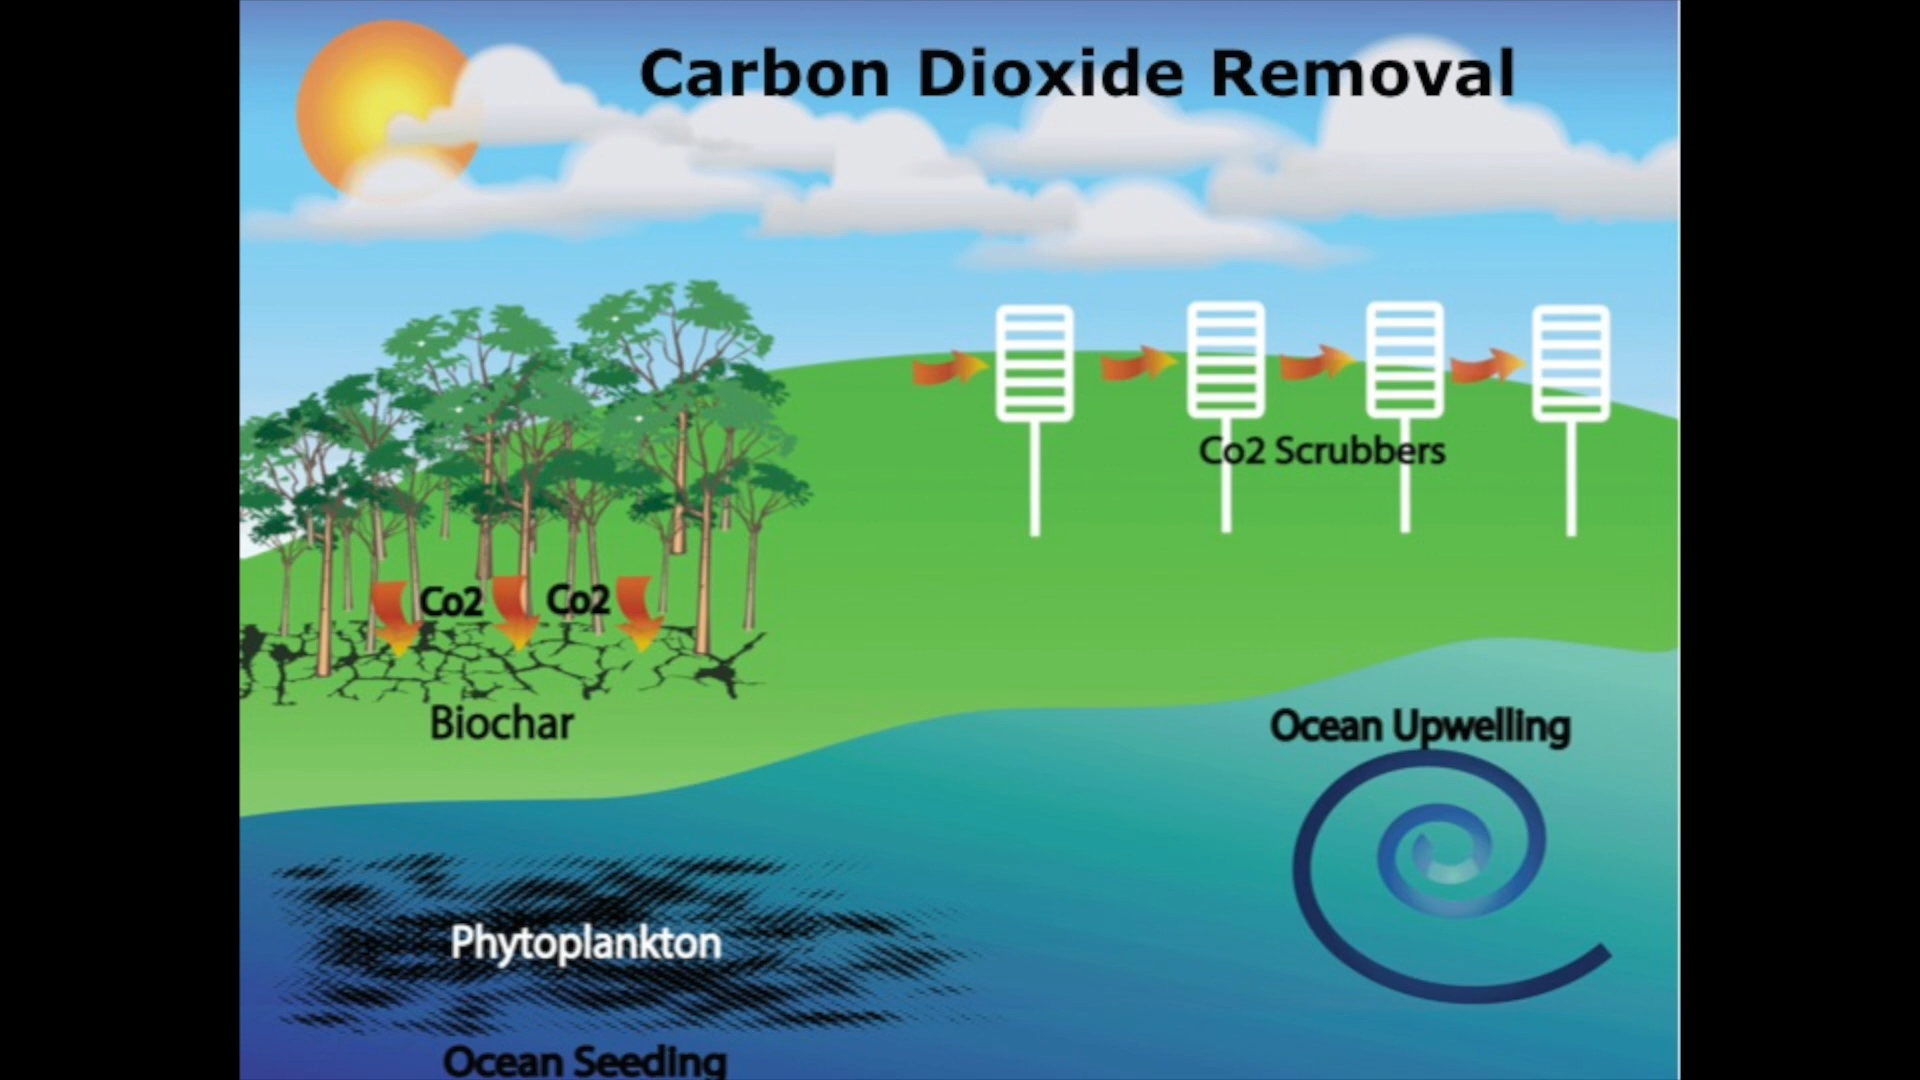 Carbon Dioxide Removal
Co2 Scrubbers
Co2 Co2
Biochar
Ocean Upwelling
Phytoplankton
Ocean Seeding